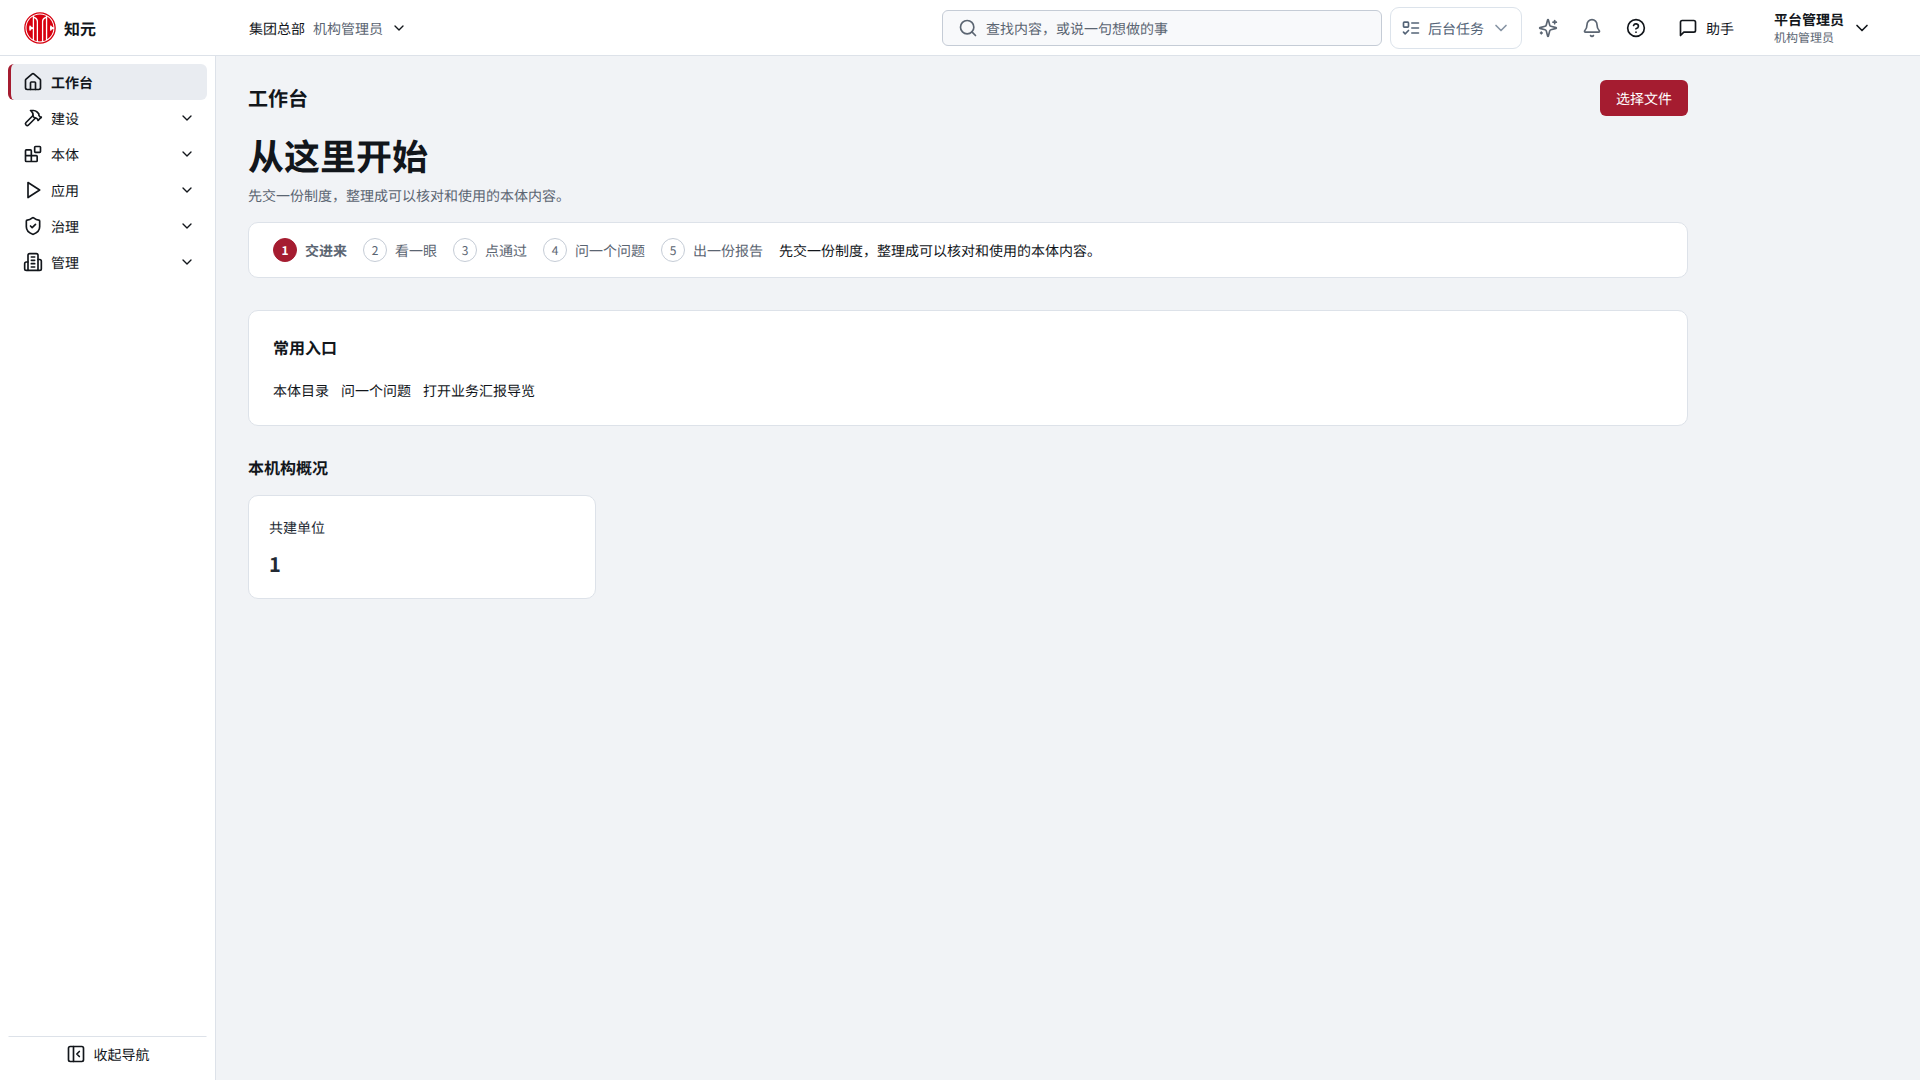 知元
集团总部 机构管理员
查找内容，或说一句想做的事
后台任务
助手
平台管理员
机构管理员
工作台
建设
本体
应用
治理
管理
收起导航
工作台
选择文件
从这里开始
先交一份制度，整理成可以核对和使用的本体内容。
1 交进来 2 看一眼 3 点通过 4 问一个问题 5 出一份报告 先交一份制度，整理成可以核对和使用的本体内容。
常用入口
本体目录 问一个问题 打开业务汇报导览
本机构概况
共建单位
1